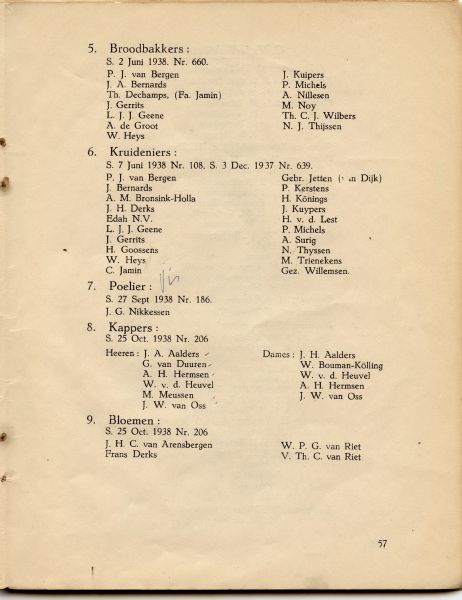 5. Broodbakkers :
S. 2 Juni 1938. Nr. 660.
P. J. van Bergen
J. A. Bernards
Th. Dechamps, (Fa. Jamin)
J. Gerrits
L. J. J. Geene
A. de Groot
W. Heys
J. Kuipers
P. Michels
A. Nillesen
M. Noy
Th. C. J. Wilbers
N. J. Thijssen
6. Kruideniers :
S. 7 Juni 1938 Nr. 108, S. 3 Dec. 1937 Nr. 639.
P. J. van Bergen
J. Bernards
A. M. Bronsink-Holla
J. H. Derks
Edah N.V.
L. J. J. Geene
J. Gerrits
H. Goossens
W. Heys
C. Jamin
Gebr. Jetten ( Dijk)
P. Kerstens
H. Könings
J. Kuypers
H. v. d. Lest
P. Michels
A. Surig
N. Thyssen
M. Trienekens
Gez. Willemsen.
7. Poelier :
S. 27 Sept 1938 Nr. 186.
J. G. Nikkessen
8. Kappers :
S. 25 Oct. 1938 Nr. 206
Heeren : J. A. Aalders
G. van Duuren
A. H. Hermsen
W. v. d. Heuvel
M. Meussen
J. W. van Oss
Dames : J. H. Aalders
W. Bouman-Kölling
W. v. d. Heuvel
A. H. Hermsen
J. W. van Oss
9. Bloemen :
S. 25 Oct. 1938 Nr. 206
J. H. C. van Arensbergen
Frans Derks
W. P. G. van Riet
V. Th. C. van Riet
57